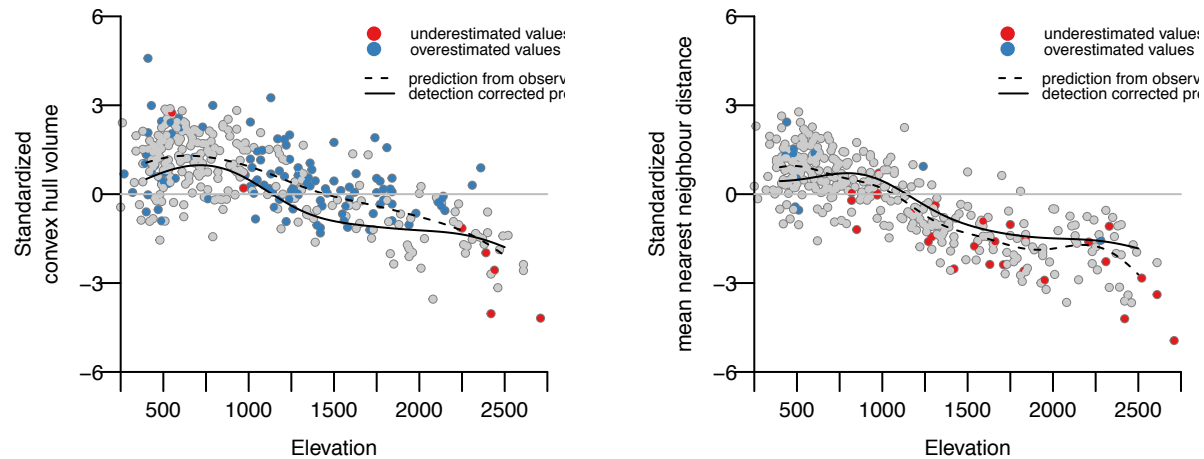 6
3
0
−3
−6
Standardized
convex hull volume
underestimated values
overestimated values
prediction from observ
detection corrected pre
500
1000
1500
2000
2500
Elevation
6
3
0
−3
−6
Standardized
mean nearest neighbour distance
underestimated values
overestimated values
prediction from observ
detection corrected pre
500
1000
1500
2000
2500
Elevation